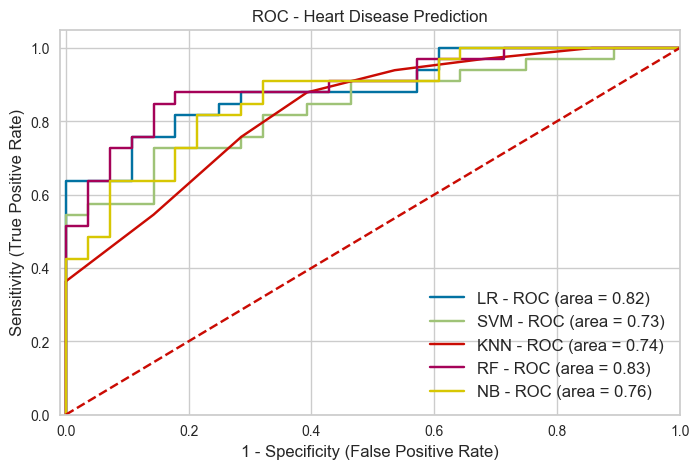 ROC - Heart Disease Prediction
Sensitivity (True Positive Rate)
1.0
0.8
0.6
0.4
0.2
0.0
LR - ROC (area = 0.82)
SVM - ROC (area = 0.73)
KNN - ROC (area = 0.74)
RF - ROC (area = 0.83)
NB - ROC (area = 0.76)
0.0 0.2 0.4 0.6 0.8 1.0
1 - Specificity (False Positive Rate)